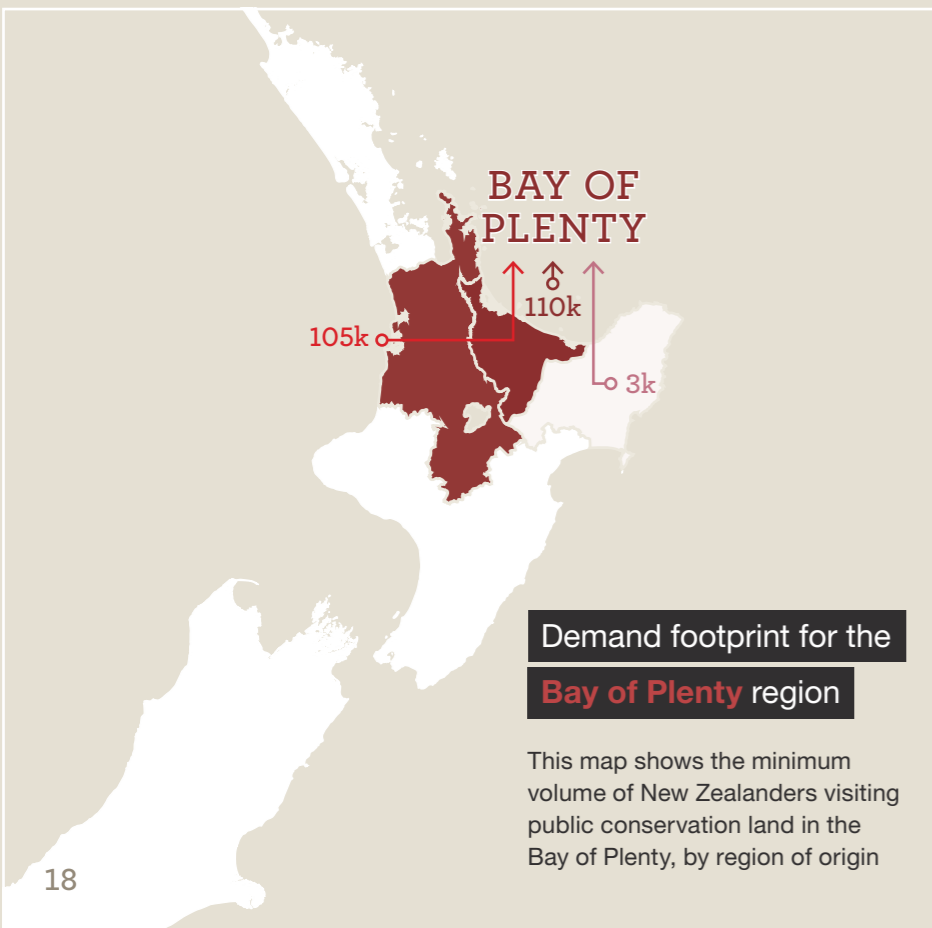 BAY OF
PLENTY
110k
105k
3k
Demand footprint for the
Bay of Plenty region
This map shows the minimum
volume of New Zealanders visiting
public conservation land in the
Bay of Plenty, by region of origin
18